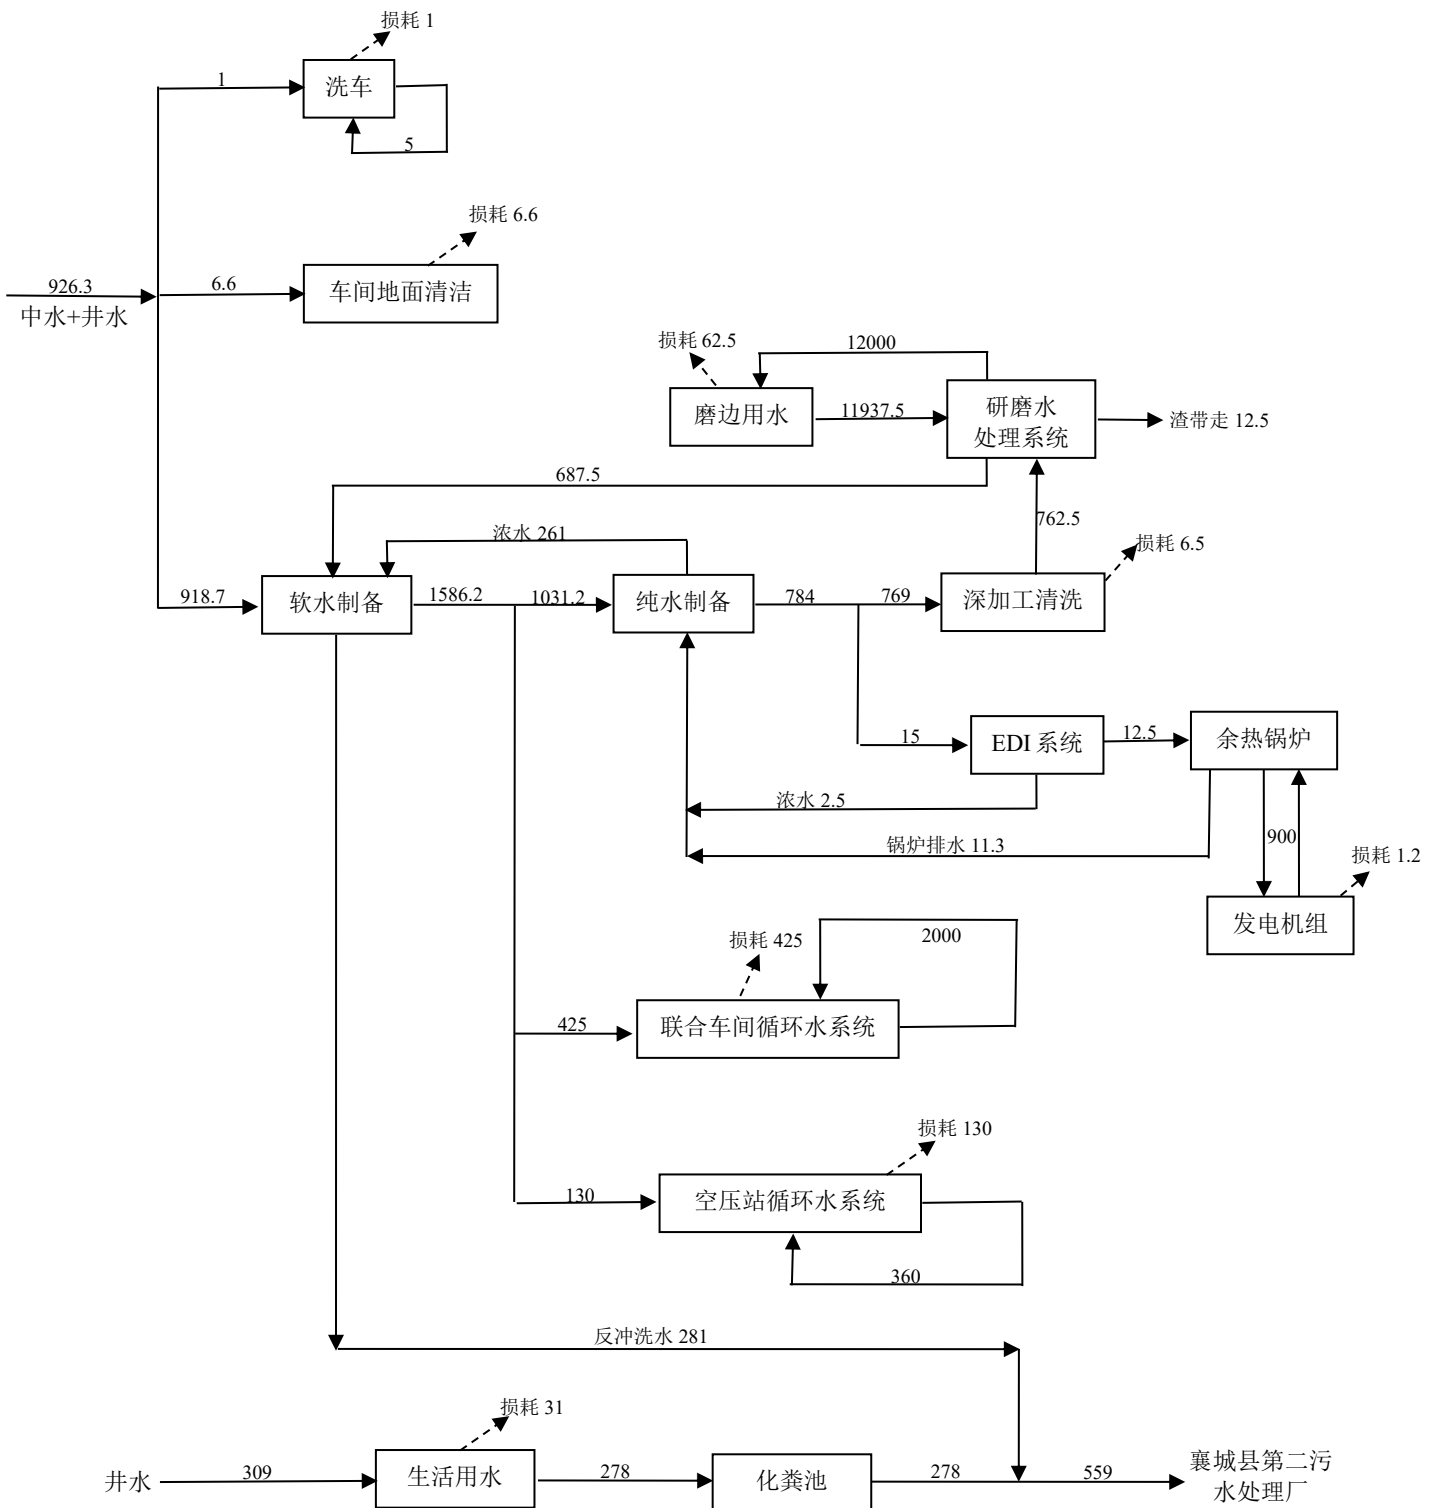 损耗 1
1
洗车
5
损耗 6.6
926.3
中水+井水
6.6
车间地面清洁
损耗 62.5
12000
磨边用水
11937.5
研磨水
处理系统
渣带走 12.5
687.5
762.5
浓水 261
损耗 6.5
918.7
软水制备
1586.2
1031.2
纯水制备
784
769
深加工清洗
15
EDI 系统
12.5
余热锅炉
浓水 2.5
锅炉排水 11.3
900
损耗 1.2
发电机组
损耗 425
2000
425
联合车间循环水系统
损耗 130
130
空压站循环水系统
360
反冲洗水 281
损耗 31
井水
309
生活用水
278
化粪池
278
559
襄城县第二污
水处理厂